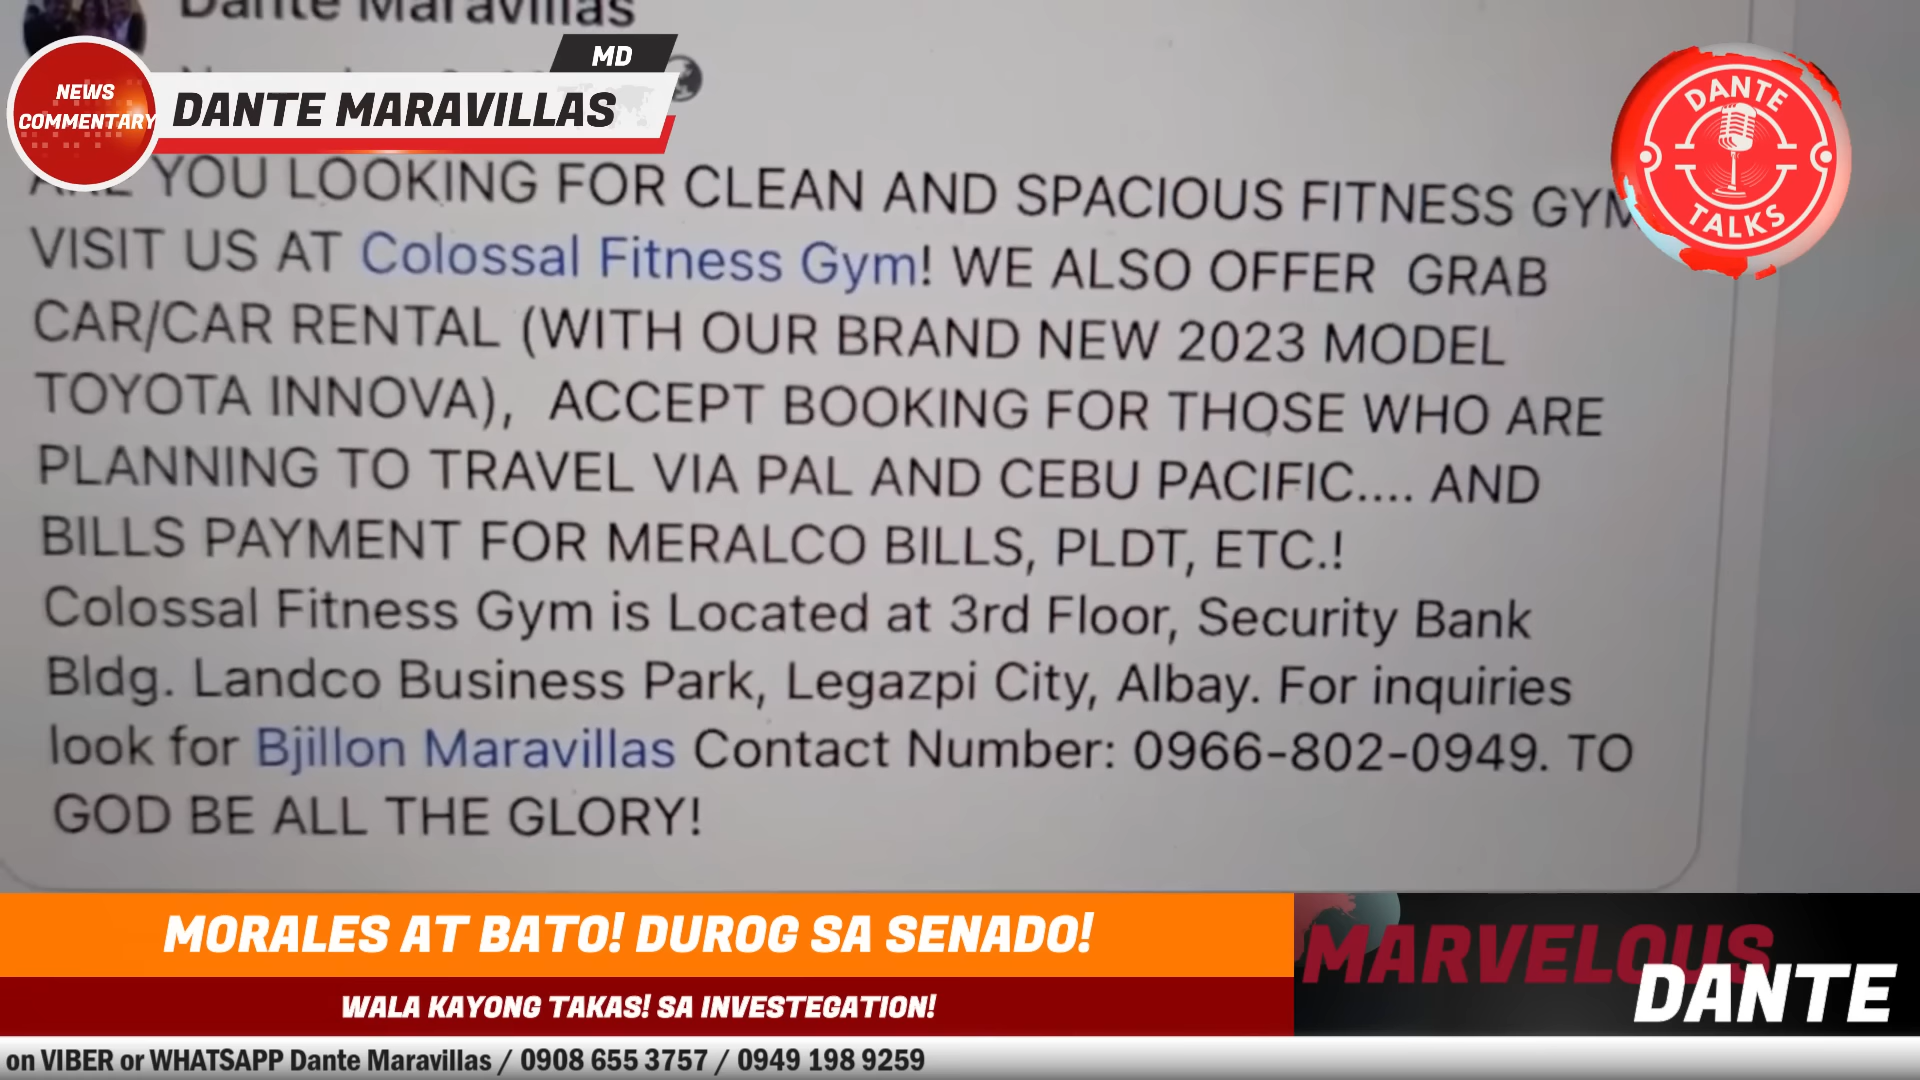 Dante Maravillas
MD
NEWS
COMMENTARY
DANTE MARAVILLAS
DANTE
TALKS
ARE YOU LOOKING FOR CLEAN AND SPACIOUS FITNESS GYM
VISIT US AT Colossal Fitness Gym! WE ALSO OFFER GRAB
CAR/CAR RENTAL (WITH OUR BRAND NEW 2023 MODEL
TOYOTA INNOVA), ACCEPT BOOKING FOR THOSE WHO ARE
PLANNING TO TRAVEL VIA PAL AND CEBU PACIFIC.... AND
BILLS PAYMENT FOR MERALCO BILLS, PLDT, ETC.!
Colossal Fitness Gym is Located at 3rd Floor, Security Bank
Bldg. Landco Business Park, Legazpi City, Albay. For inquiries
look for Bjillon Maravillas Contact Number: 0966-802-0949. TO
GOD BE ALL THE GLORY!
MORALES AT BATO! DUROG SA SENADO!
WALA KAYONG TAKAS! SA INVESTEGATION!
MARVELOUS
DANTE
on VIBER or WHATSAPP Dante Maravillas / 0908 655 3757 / 0949 198 9259